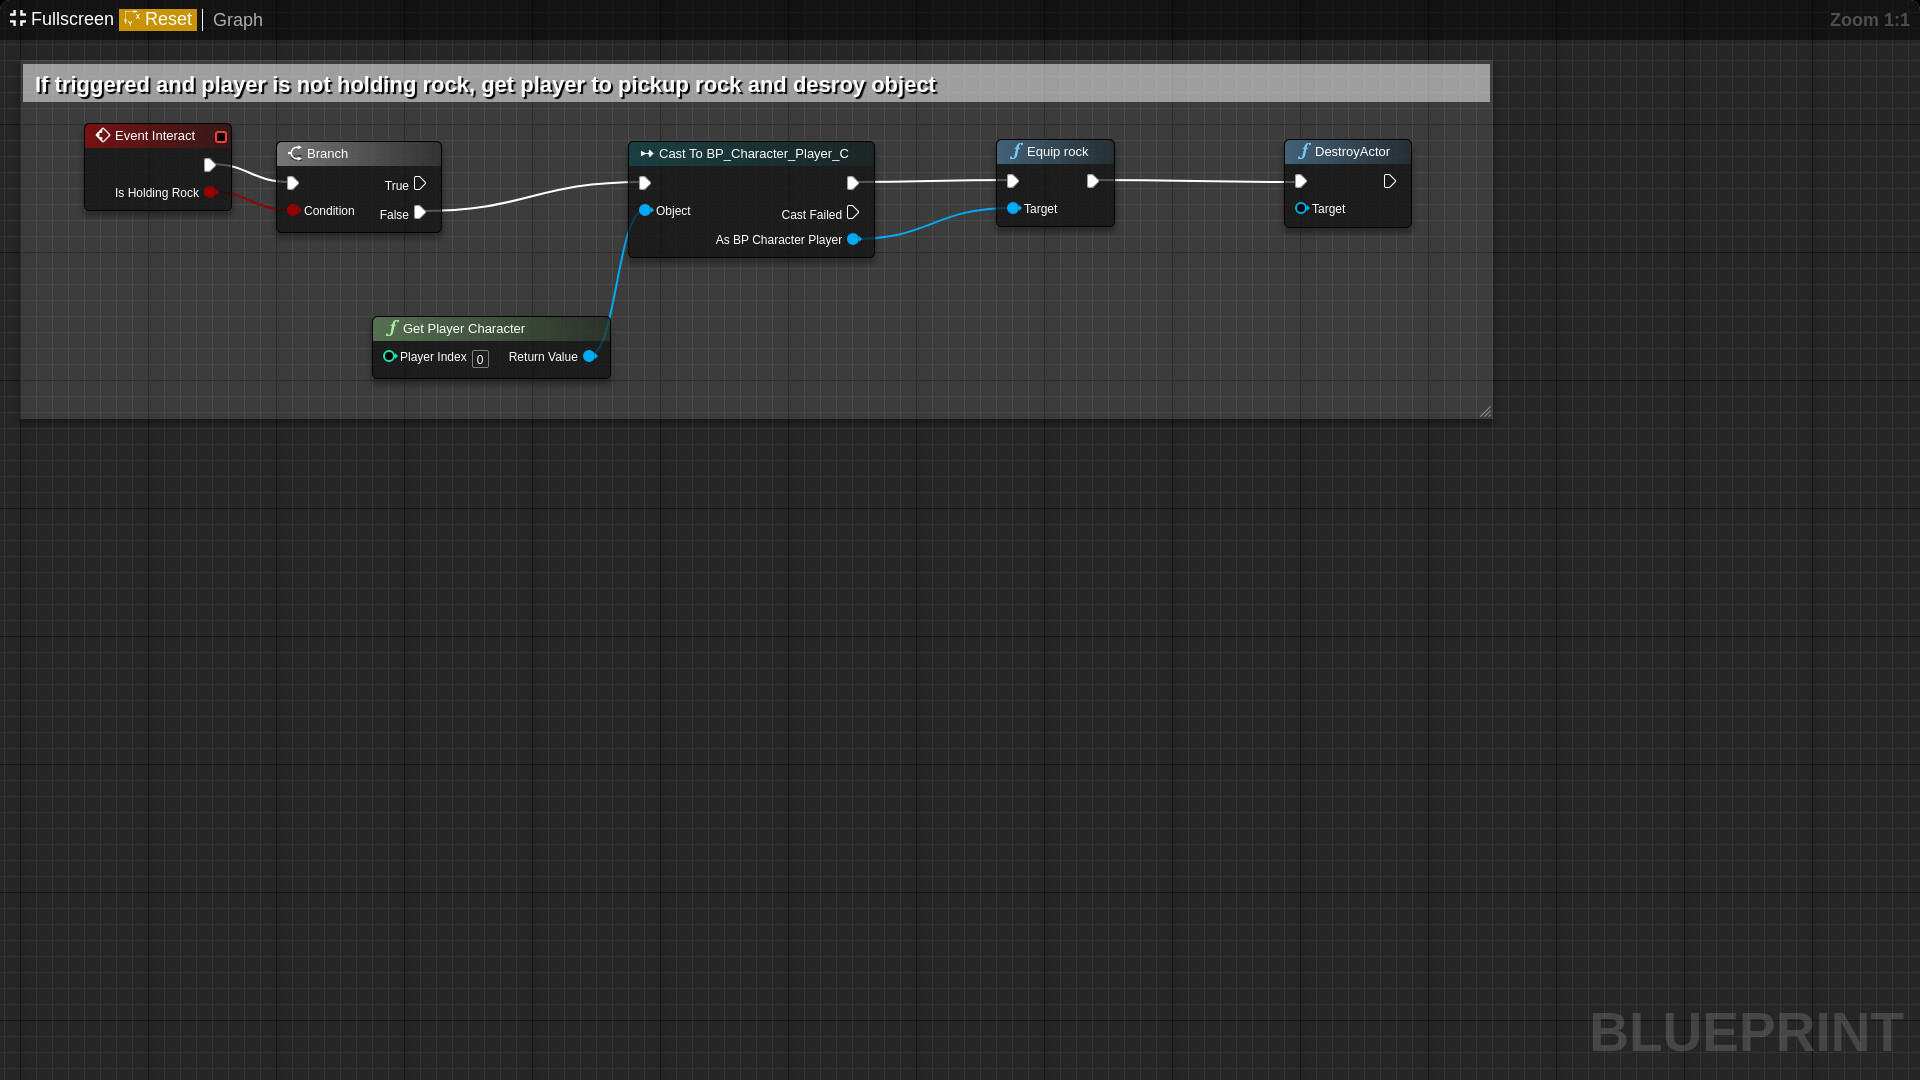 Fullscreen Reset Graph Zoom 1:1
If triggered and player is not holding rock, get player to pickup rock and desroy object
Event Interact
Is Holding Rock
Branch
True
Condition
False
Cast To BP_Character_Player_C
Object
Cast Failed
As BP Character Player
Equip rock
Target
DestroyActor
Target
Get Player Character
Player Index 0 Return Value
BLUEPRINT